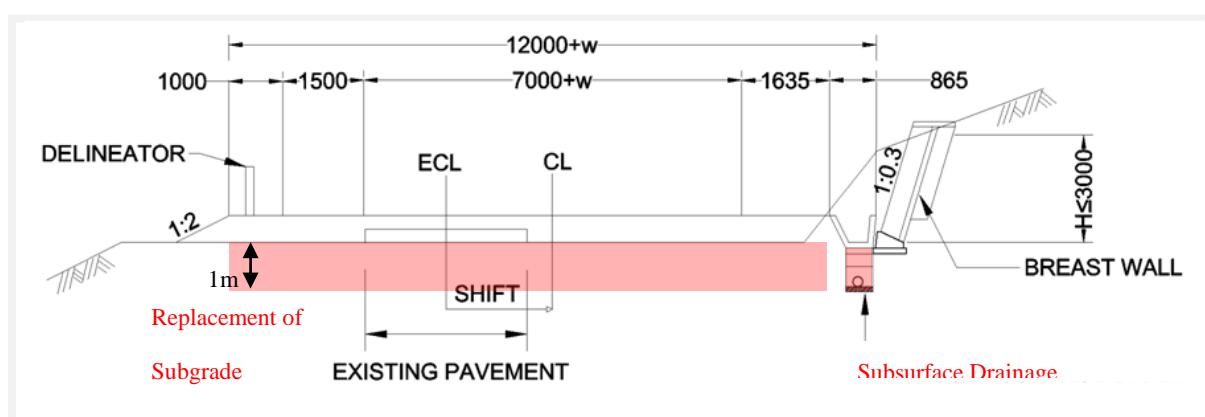 12000+w
1000 1500 7000+w 1635 865
DELINEATOR
ECL CL
1:0.3
H≤3000
1:2
1m
BREAST WALL
SHIFT
Replacement of
Subgrade
EXISTING PAVEMENT
Subsurface Drainage